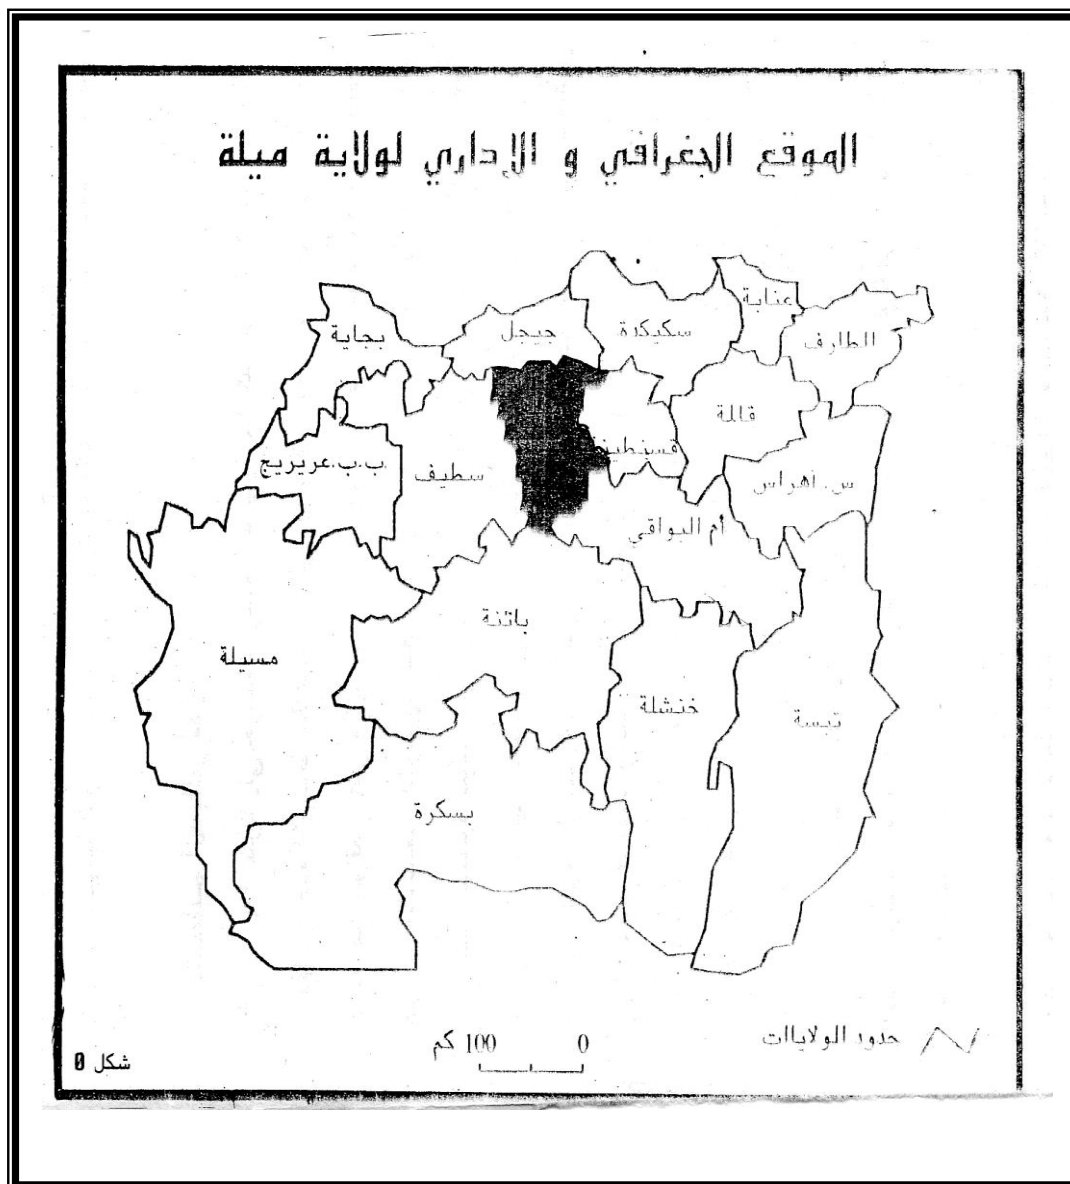 الموقع الجغرافي و الإداري لولاية ميلة
عنابة
سكيكدة
الطارف
جيجل
بجاية
قالمة
قسنطينة
ب.ب.عريريج
سطيف
س.أهراس
أم البواقي
باتنة
مسيلة
خنشلة
تبسة
بسكرة
حدود الولاياات
0 100 كم
شكل 0